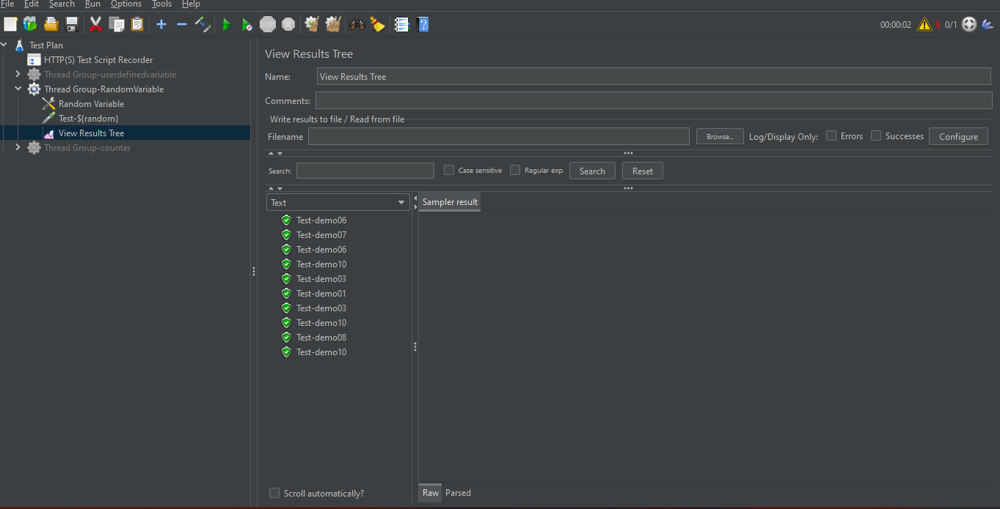 File Edit Search Run Options Tools Help
STOP
00:00:02 9 0/1
Test Plan
HTTP(S) Test Script Recorder
Thread Group-userdefinedvariable
Thread Group-RandomVariable
Random Variable
Test-${random}
View Results Tree
Thread Group-counter
View Results Tree
Name: View Results Tree
Comments:
Write results to file / Read from file
Filename Browse... Log/Display Only: Errors Successes Configure
Search: Case sensitive Regular exp. Search Reset
Text
Sampler result
Test-demo06
Test-demo07
Test-demo06
Test-demo10
Test-demo03
Test-demo01
Test-demo03
Test-demo10
Test-demo08
Test-demo10
Scroll automatically?
Raw Parsed